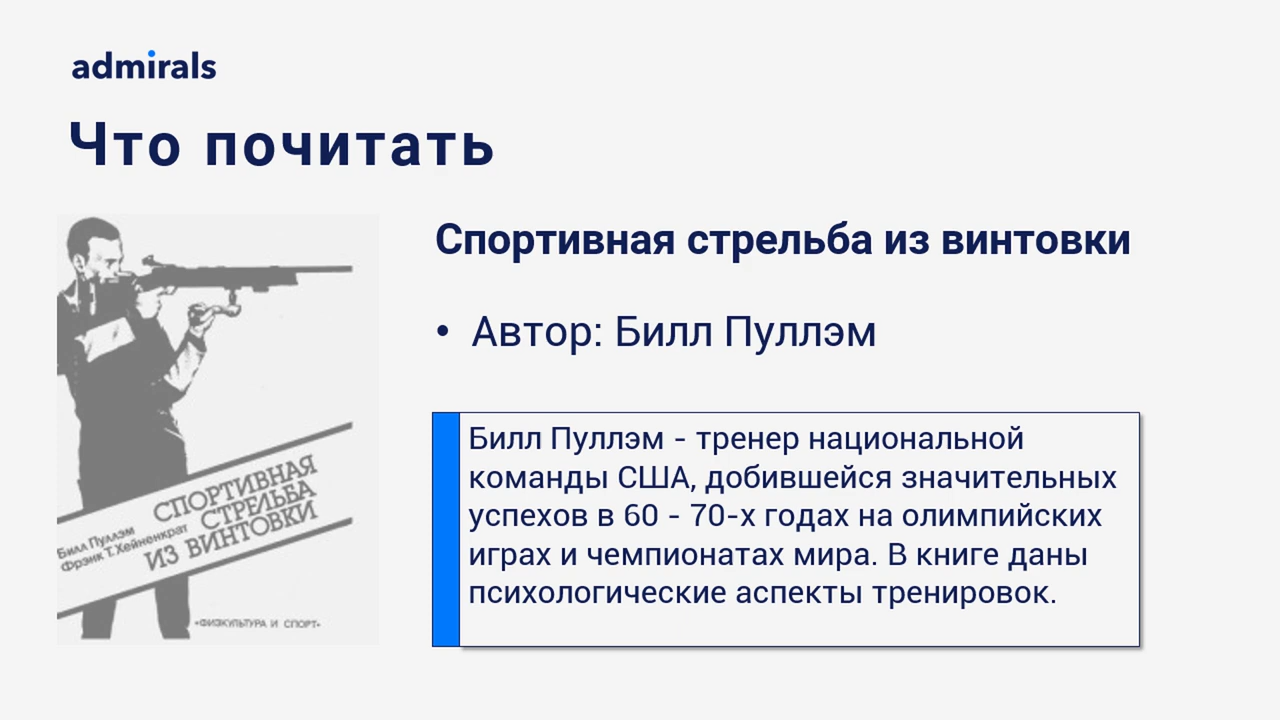 admirals
Что почитать
Спортивная стрельба из винтовки
• Автор: Билл Пуллэм
Билл Пуллэм - тренер национальной
команды США, добившейся значительных
успехов в 60 - 70-х годах на олимпийских
играх и чемпионатах мира. В книге даны
психологические аспекты тренировок.
СПОРТИВНАЯ
СТРЕЛЬБА
ИЗ ВИНТОВКИ
Билл Пуллэм
Фрэнк Т. Хейненкрат
«ФИЗКУЛЬТУРА И СПОРТ»